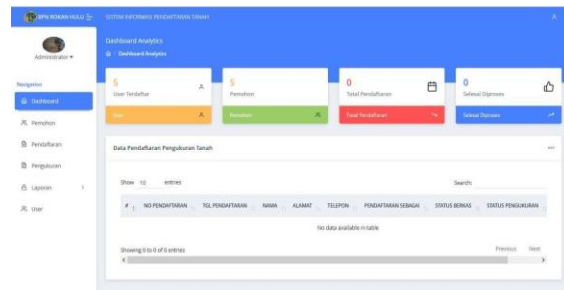 BPN ROKAN HULU
SISTEM INFORMASI PENDAFTARAN TANAH
Administrator
Navigation
Dashboard
Pemohon
Pendaftaran
Pengukuran
Laporan
User
Dashboard Analytics
/ Dashboard Analytics
5
User Terdaftar
User
5
Pemohon
Pemohon
0
Total Pendaftaran
Total Pendaftaran
0
Selesai Diproses
Selesai Diproses
Data Pendaftaran Pengukuran Tanah
Show 10 entries
Search:
# NO PENDAFTARAN TGL PENDAFTARAN NAMA ALAMAT TELEPON PENDAFTARAN SEBAGAI STATUS BERKAS STATUS PENGUKURAN
No data available in table
Showing 0 to 0 of 0 entries
Previous Next